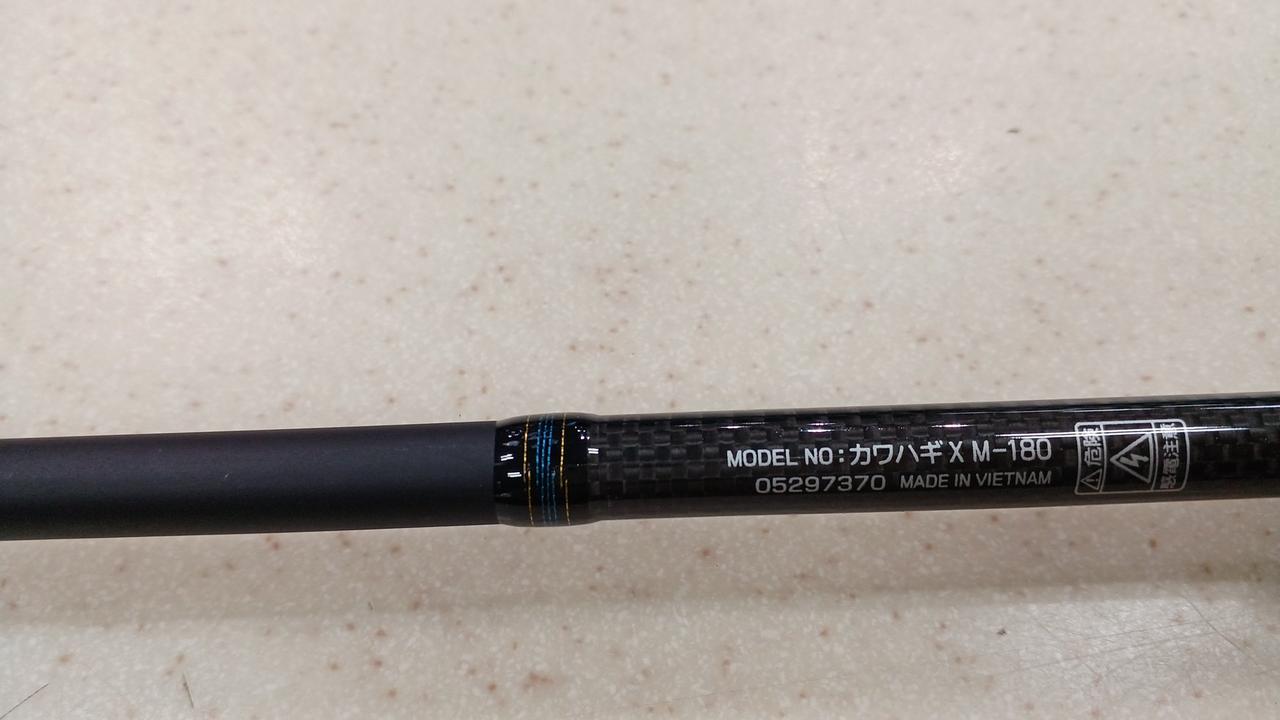 MODEL NO:カワハギ X M-180
05297370 MADE IN VIETNAM
危険
感電注意